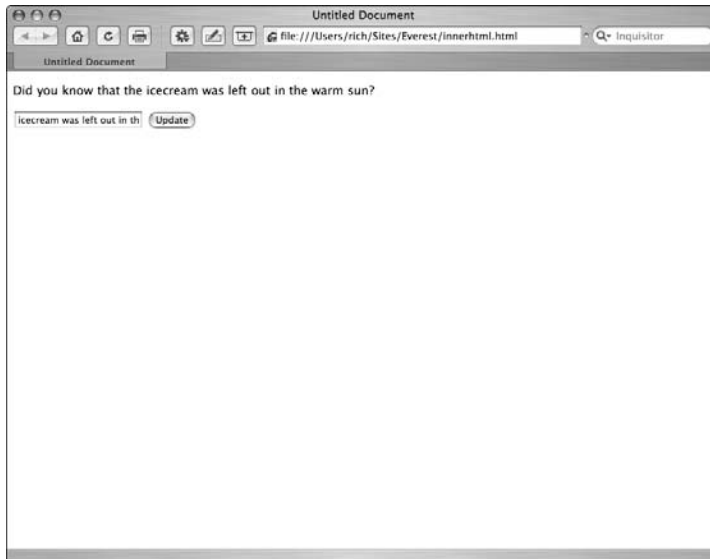 Untitled Document
file:///Users/rich/Sites/Everest/innerhtml.html
Inquisitor
Untitled Document
Did you know that the icecream was left out in the warm sun?
icecream was left out in th Update